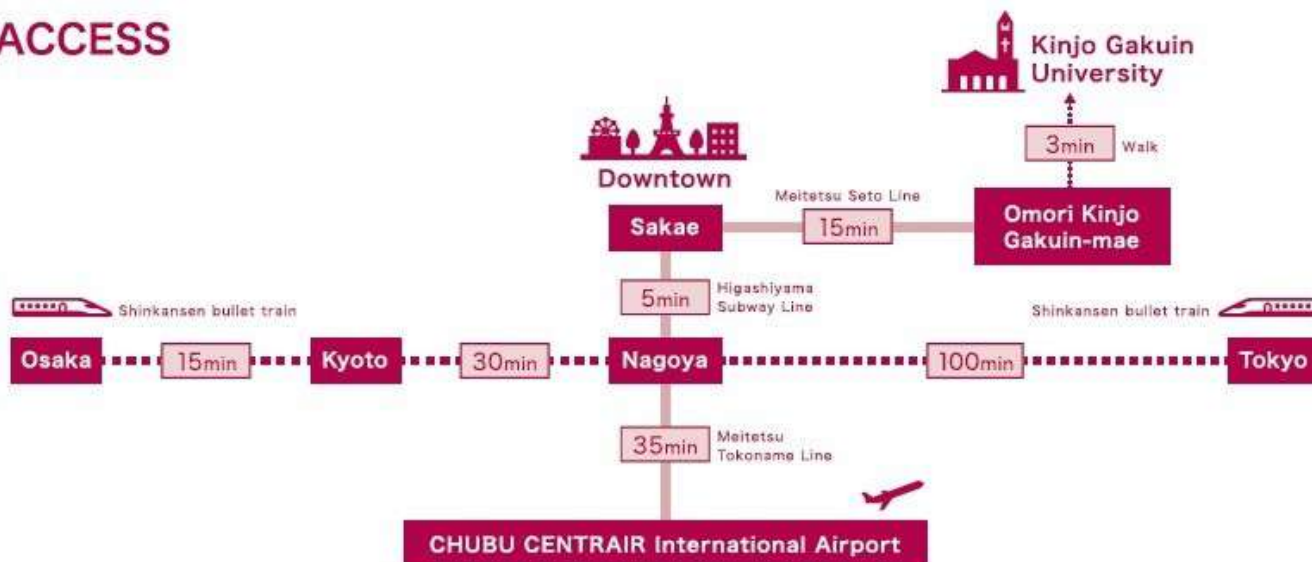 ACCESS
Kinjo Gakuin
University
3min
Walk
Downtown
Meitetsu Seto Line
Sakae
15min
Omori Kinjo
Gakuin-mae
5min
Higashiyama
Subway Line
Shinkansen bullet train
Shinkansen bullet train
Osaka
15min
Kyoto
30min
Nagoya
100min
Tokyo
35min
Meitetsu
Tokoname Line
CHUBU CENTRAIR International Airport